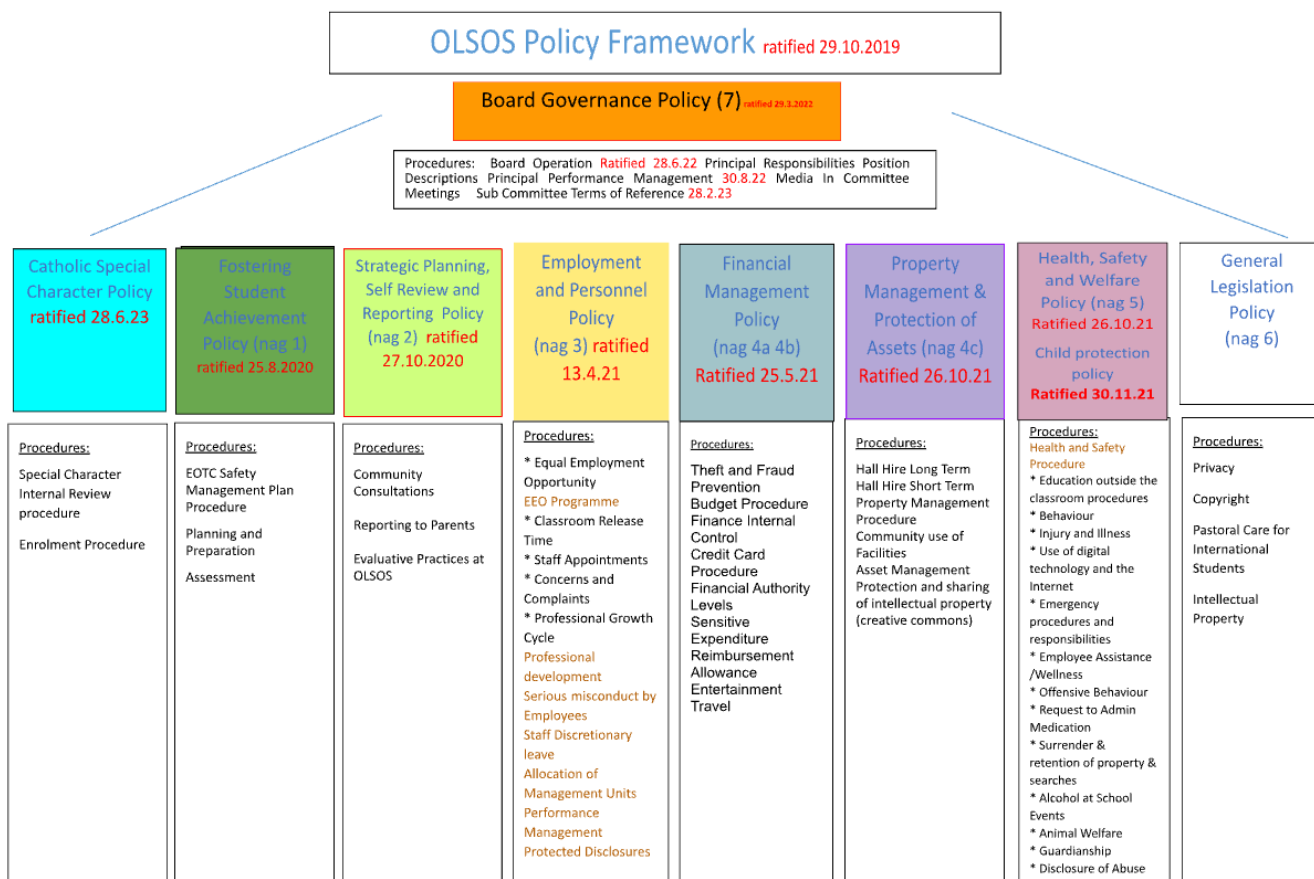 OLSOS Policy Framework ratified 29.10.2019
Board Governance Policy (7) ratified 29.3.2022
Procedures: Board Operation Ratified 28.6.22 Principal Responsibilities Position
Descriptions Principal Performance Management 30.8.22 Media In Committee
Meetings Sub Committee Terms of Reference 28.2.23
Catholic Special
Character Policy
ratified 28.6.23
Procedures:
Special Character
Internal Review
procedure
Enrolment Procedure
Fostering
Student
Achievement
Policy (nag 1)
ratified 25.8.2020
Procedures:
EOTC Safety
Management Plan
Procedure
Planning and
Preparation
Assessment
Strategic Planning,
Self Review and
Reporting Policy
(nag 2) ratified
27.10.2020
Procedures:
Community
Consultations
Reporting to Parents
Evaluative Practices at
OLSOS
Employment
and Personnel
Policy
(nag 3) ratified
13.4.21
Procedures:
* Equal Employment
Opportunity
EEO Programme
* Classroom Release
Time
* Staff Appointments
* Concerns and
Complaints
* Professional Growth
Cycle
Professional
development
Serious misconduct by
Employees
Staff Discretionary
leave
Allocation of
Management Units
Performance
Management
Protected Disclosures
Financial
Management
Policy
(nag 4a 4b)
Ratified 25.5.21
Procedures:
Theft and Fraud
Prevention
Budget Procedure
Finance Internal
Control
Credit Card
Procedure
Financial Authority
Levels
Sensitive
Expenditure
Reimbursement
Allowance
Entertainment
Travel
Property
Management &
Protection of
Assets (nag 4c)
Ratified 26.10.21
Procedures:
Hall Hire Long Term
Hall Hire Short Term
Property Management
Procedure
Community use of
Facilities
Asset Management
Protection and sharing
of intellectual property
(creative commons)
Health, Safety
and Welfare
Policy (nag 5)
Ratified 26.10.21
Child protection
policy
Ratified 30.11.21
Procedures:
Health and Safety
Procedure
* Education outside the
classroom procedures
* Behaviour
* Injury and Illness
* Use of digital
technology and the
Internet
* Emergency
procedures and
responsibilities
* Employee Assistance
/Wellness
* Offensive Behaviour
* Request to Admin
Medication
* Surrender &
retention of property &
searches
* Alcohol at School
Events
* Animal Welfare
* Guardianship
* Disclosure of Abuse
General
Legislation
Policy
(nag 6)
Procedures:
Privacy
Copyright
Pastoral Care for
International
Students
Intellectual
Property